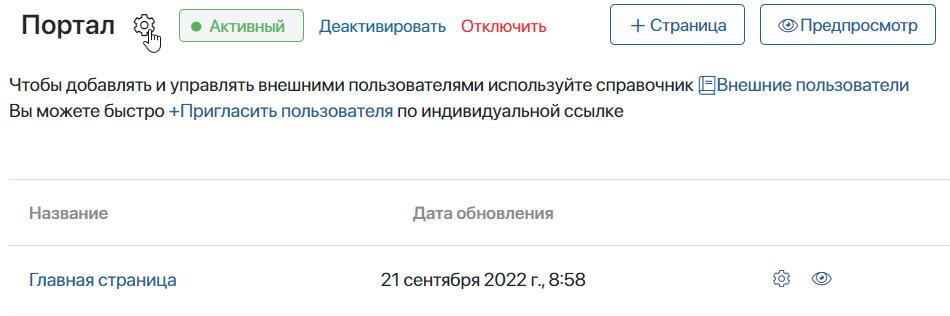 Портал Активный Деактивировать Отключить + Страница Предпросмотр
Чтобы добавлять и управлять внешними пользователями используйте справочник Внешние пользователи
Вы можете быстро +Пригласить пользователя по индивидуальной ссылке
Название Дата обновления
Главная страница 21 сентября 2022 г., 8:58